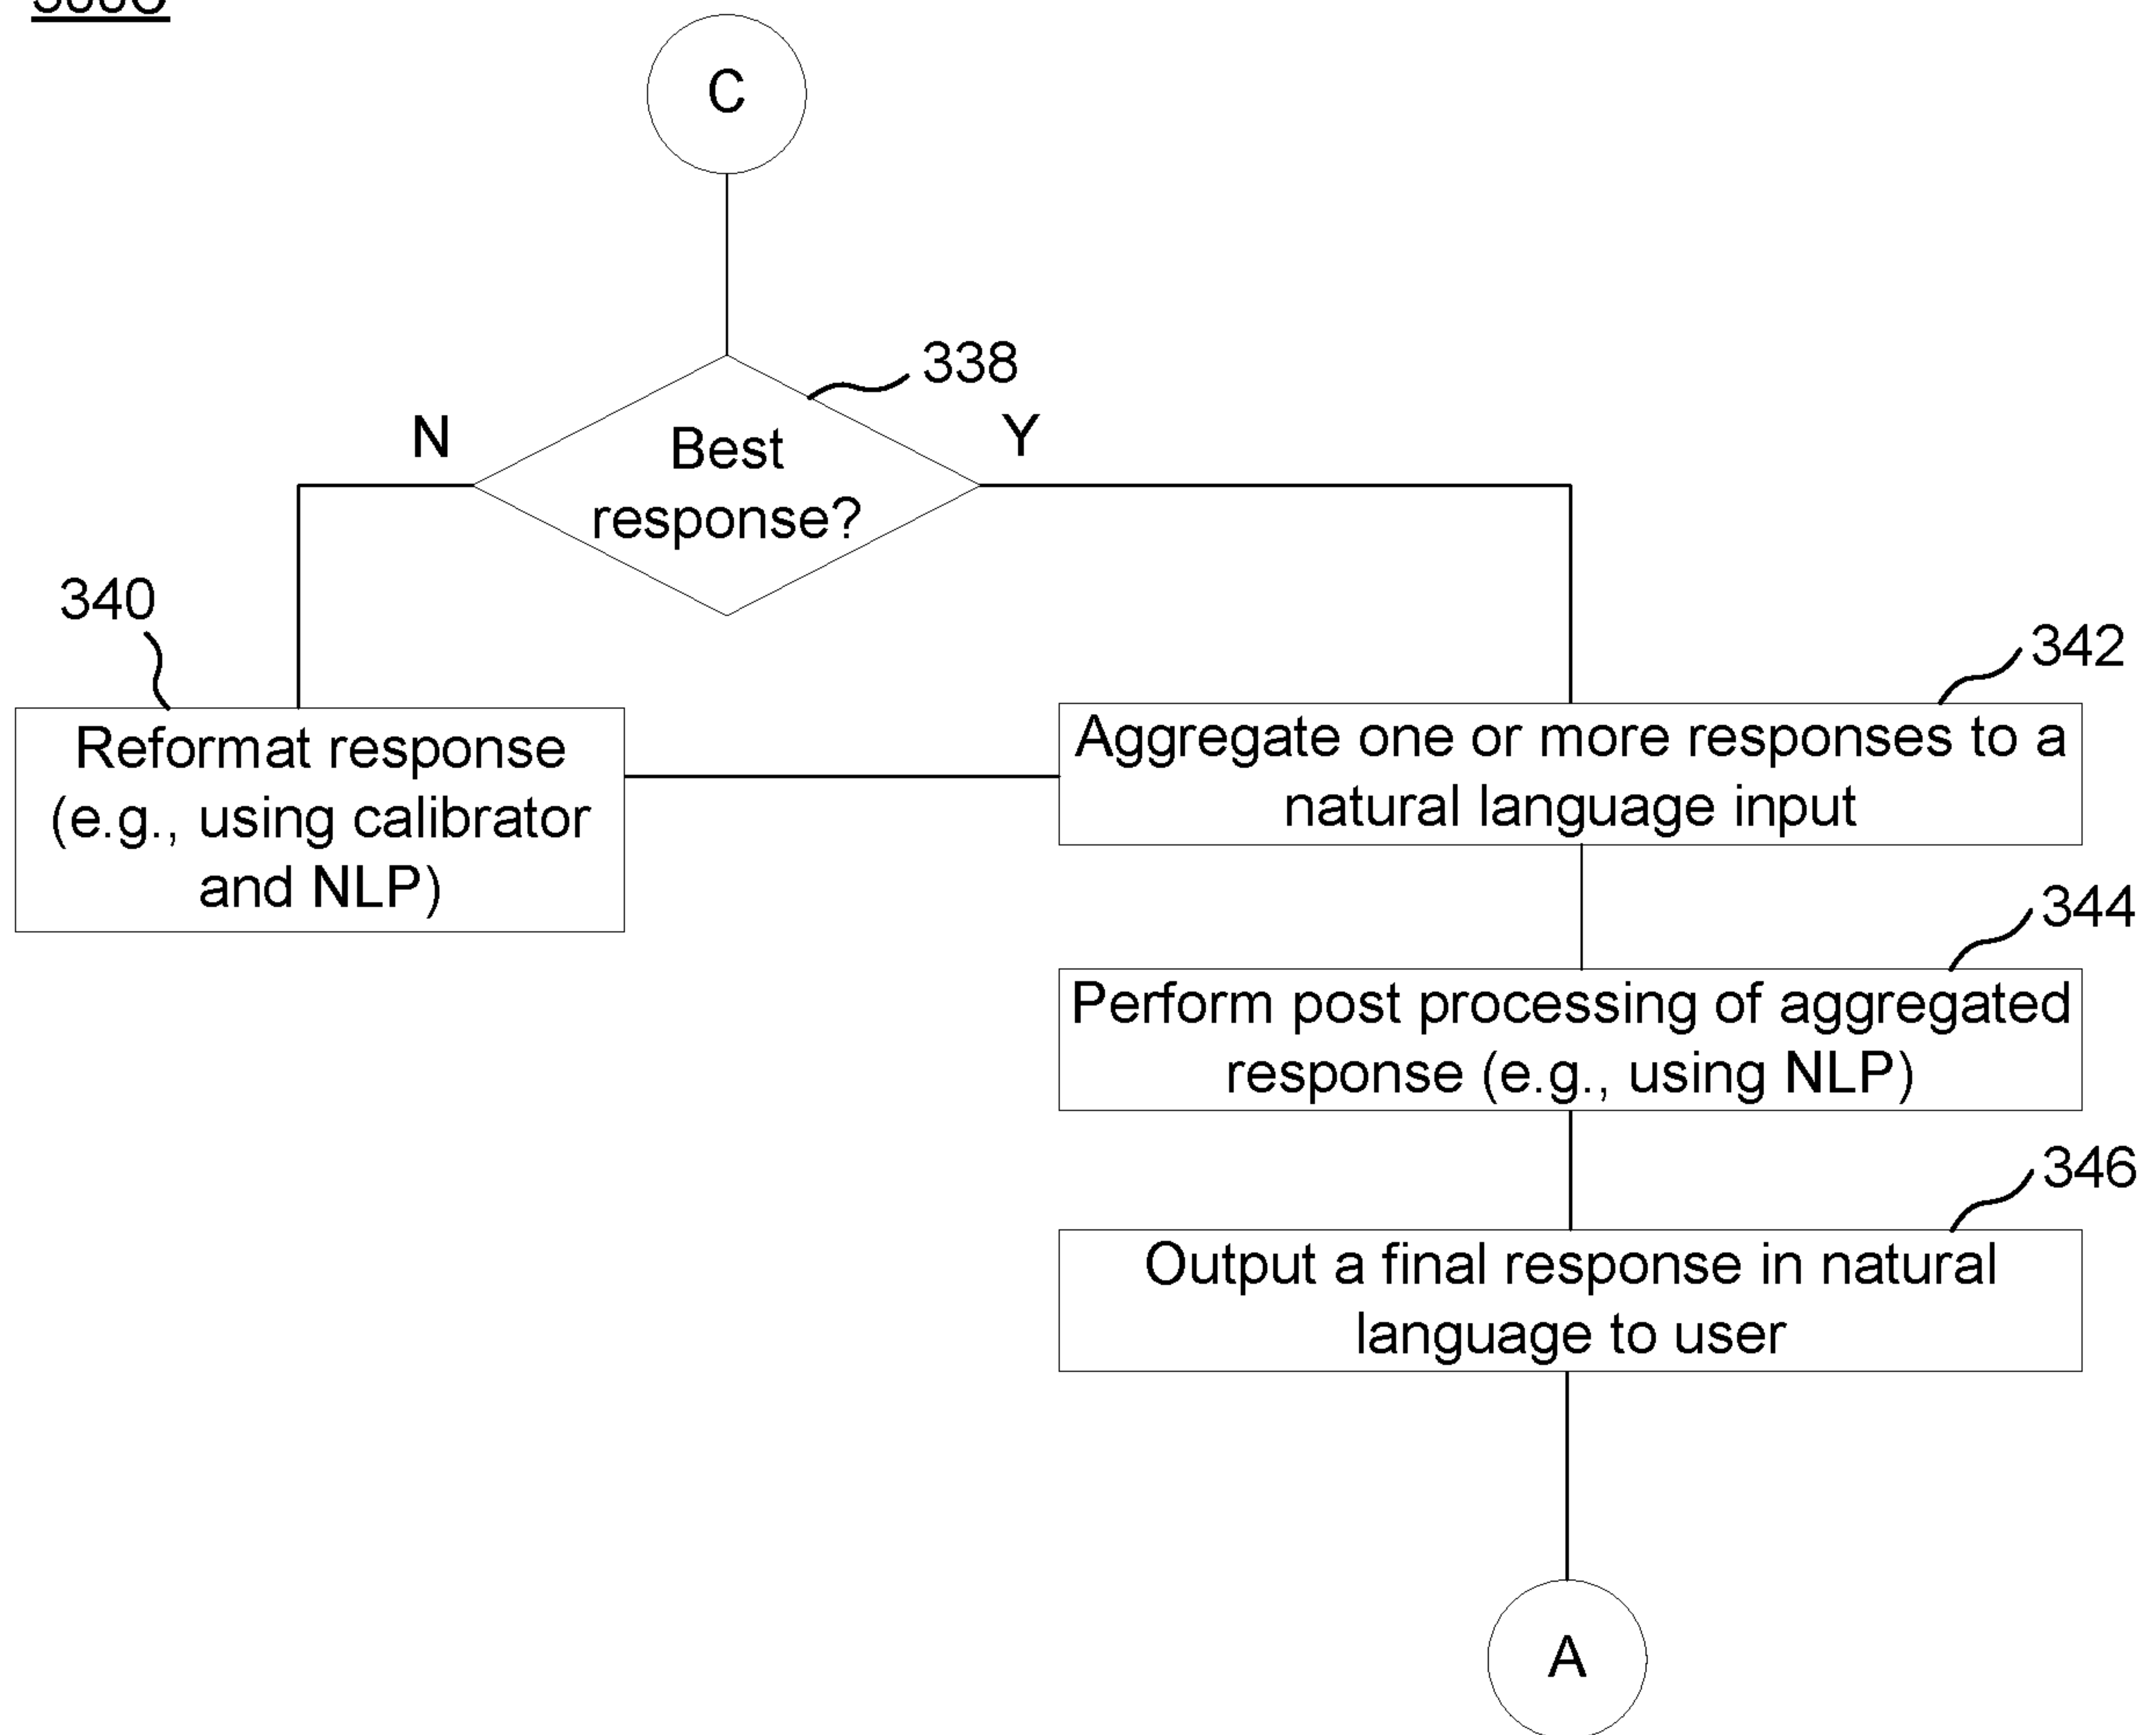 C
338
N
Y
Best
response?
340
342
Reformat response
(e.g., using calibrator
and NLP)
Aggregate one or more responses to a
natural language input
344
Perform post processing of aggregated
response (e.g., using NLP)
346
Output a final response in natural
language to user
A